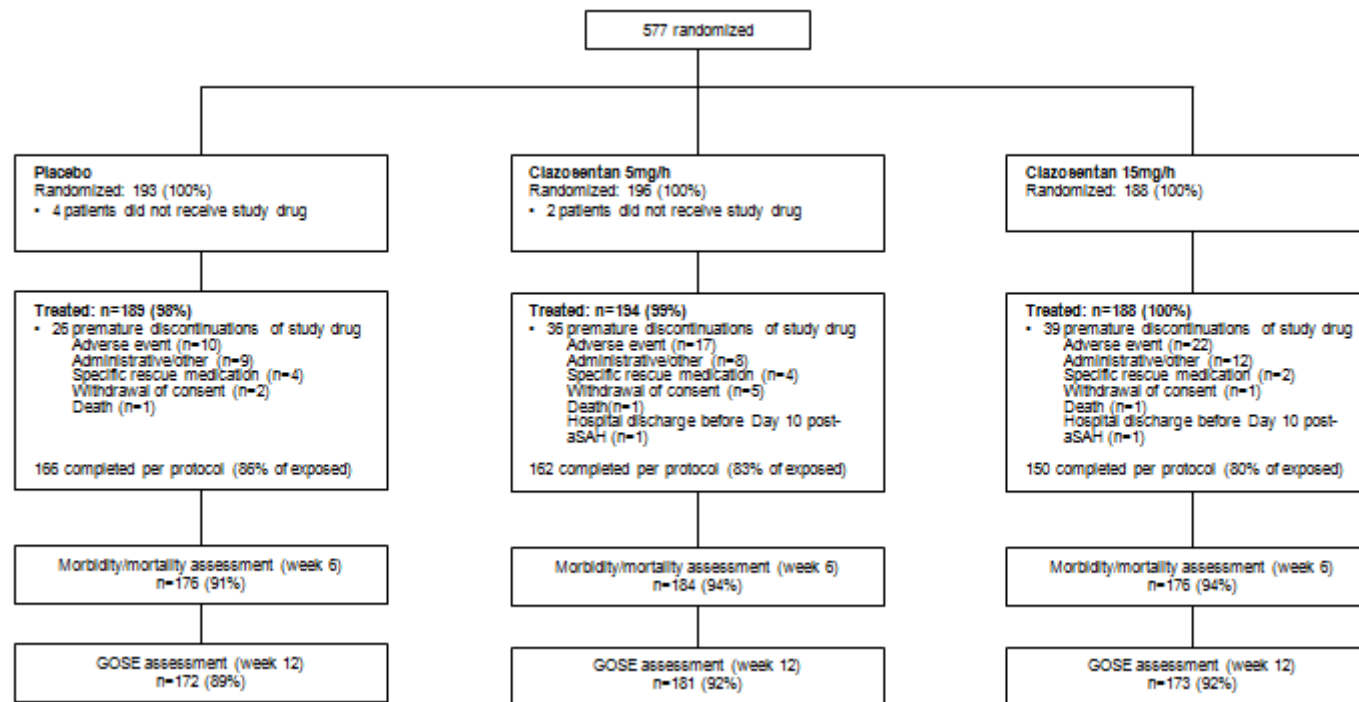 577 randomized
Placebo
Randomized: 193 (100%)
• 4 patients did not receive study drug
Clazosentan 5mg/h
Randomized: 196 (100%)
• 2 patients did not receive study drug
Clazosentan 15mg/h
Randomized: 188 (100%)
Treated: n=189 (98%)
• 26 premature discontinuations of study drug
Adverse event (n=10)
Administrative/other (n=9)
Specific rescue medication (n=4)
Withdrawal of consent (n=2)
Death (n=1)
166 completed per protocol (86% of exposed)
Treated: n=194 (99%)
• 36 premature discontinuations of study drug
Adverse event (n=17)
Administrative/other (n=8)
Specific rescue medication (n=4)
Withdrawal of consent (n=5)
Death(n=1)
Hospital discharge before Day 10 post-
aSAH (n=1)
162 completed per protocol (83% of exposed)
Treated: n=188 (100%)
• 39 premature discontinuations of study drug
Adverse event (n=22)
Administrative/other (n=12)
Specific rescue medication (n=2)
Withdrawal of consent (n=1)
Death (n=1)
Hospital discharge before Day 10 post-
aSAH (n=1)
150 completed per protocol (80% of exposed)
Morbidity/mortality assessment (week 6)
n=176 (91%)
Morbidity/mortality assessment (week 6)
n=184 (94%)
Morbidity/mortality assessment (week 6)
n=176 (94%)
GOSE assessment (week 12)
n=172 (89%)
GOSE assessment (week 12)
n=181 (92%)
GOSE assessment (week 12)
n=173 (92%)